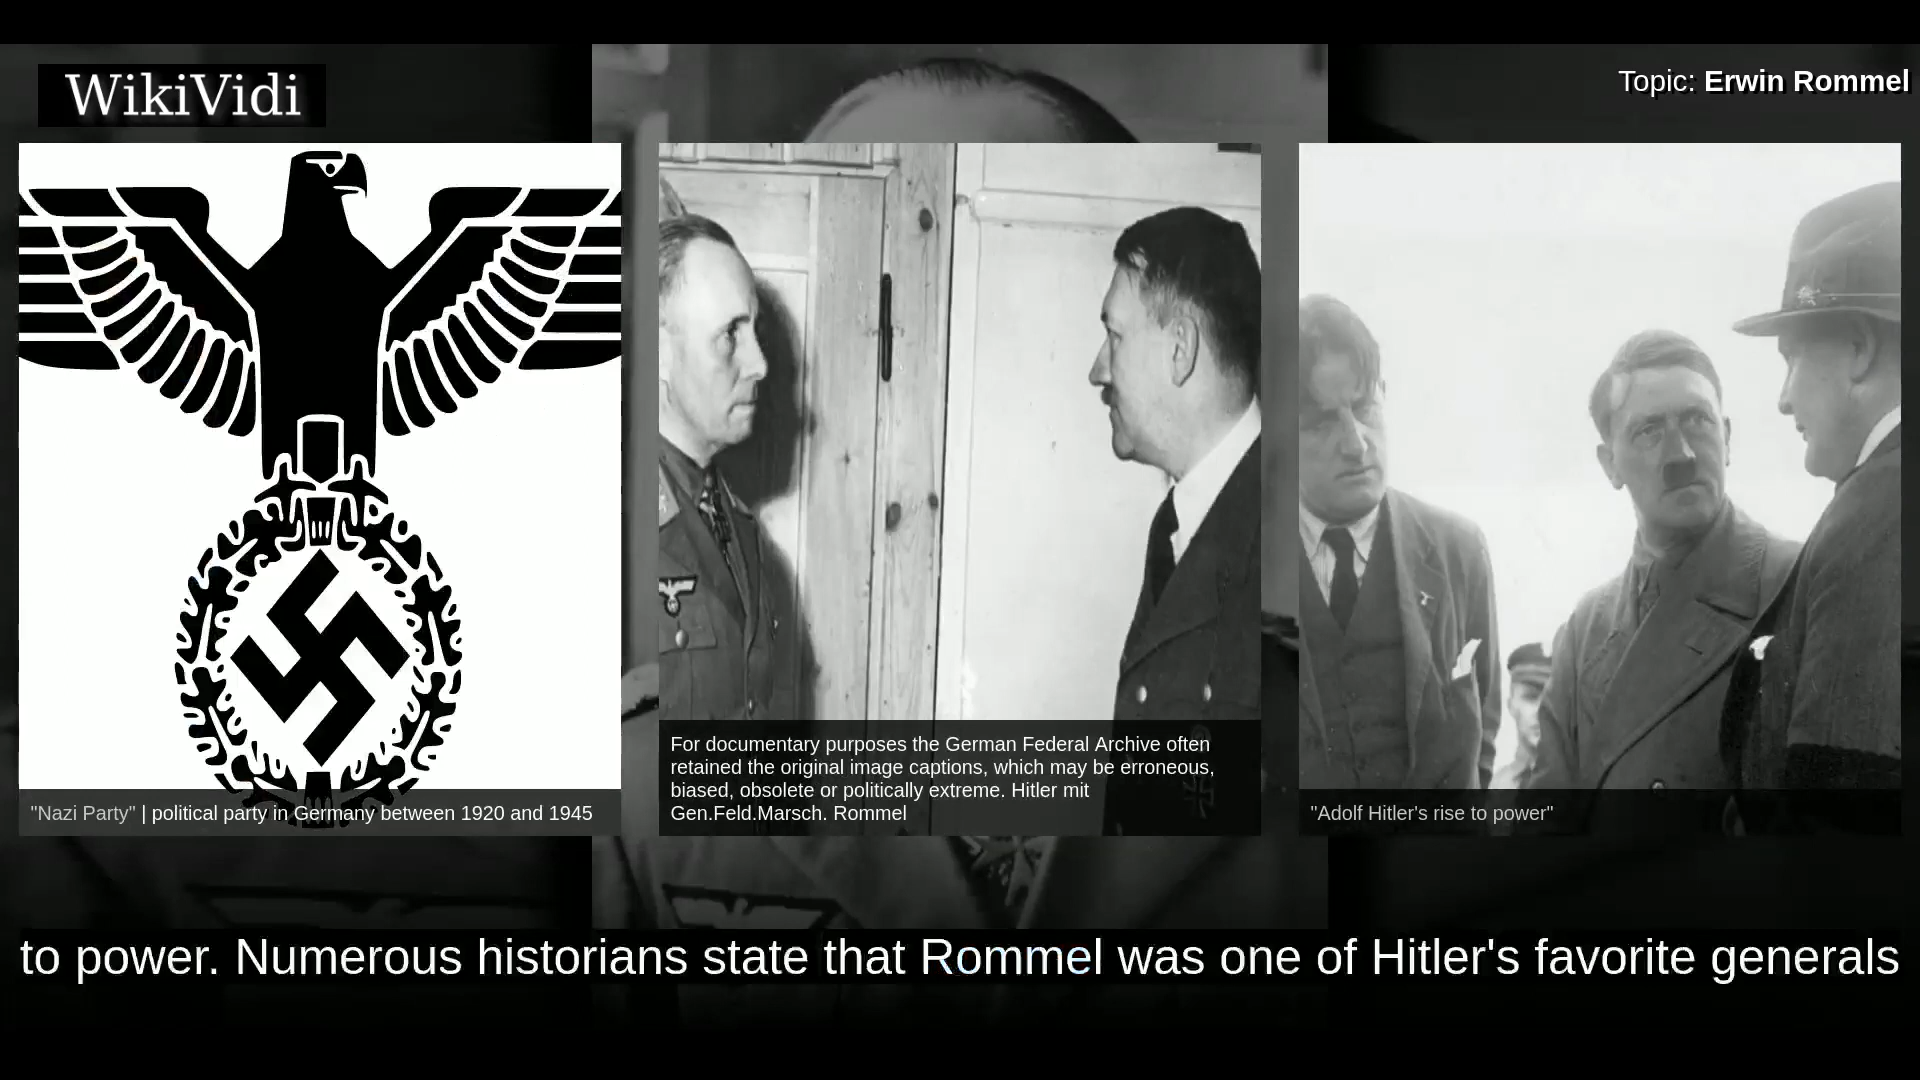 WikiVidi
Topic: Erwin Rommel
"Nazi Party" | political party in Germany between 1920 and 1945
For documentary purposes the German Federal Archive often
retained the original image captions, which may be erroneous,
biased, obsolete or politically extreme. Hitler mit
Gen.Feld.Marsch. Rommel
"Adolf Hitler's rise to power"
to power. Numerous historians state that Rommel was one of Hitler's favorite generals